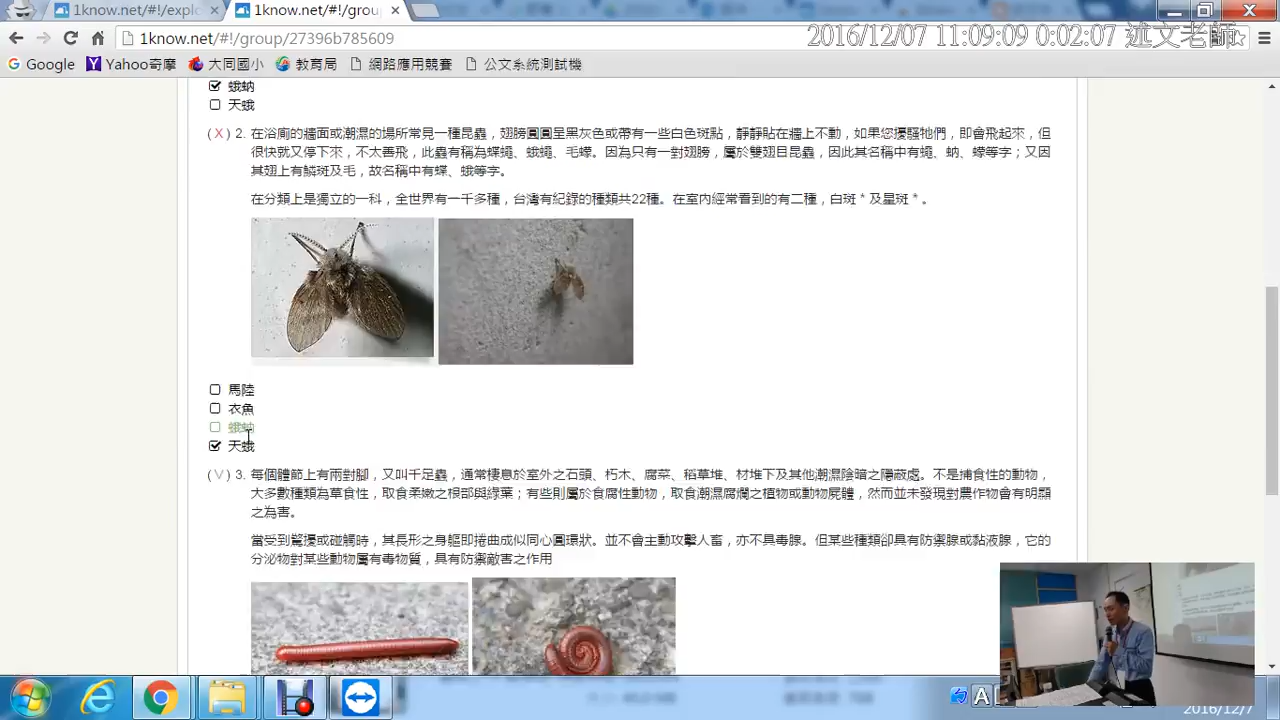 1know.net/#!/explo
1know.net/#!/grou
1know.net/#!/group/27396b785609
2016/12/07 11:09:09 0:02:07 述文老師
Google Yahoo奇摩 大同國小 教育局 網路應用競賽 公文系統測試機
蛾蚋
天蛾
(X) 2. 在浴廁的牆面或潮濕的場所常見一種昆蟲，翅膀圓圓呈黑灰色或帶有一些白色斑點，靜靜貼在牆上不動，如果您擾騷牠們，即會飛起來，但
很快就又停下來，不太善飛，此蟲有稱為蝶蠅、蛾蠓、毛蠓。因為只有一對翅膀，屬於雙翅目昆蟲，因此其名稱中有蠅、蚋、蠓等字；又因
其翅上有鱗斑及毛，故名稱中有蝶、蛾等字。
在分類上是獨立的一科，全世界有一千多種，台灣有紀錄的種類共22種。在室內經常看到的有二種，白斑＊及星斑＊。
馬陸
衣魚
蛾蚋
天蛾
(V) 3. 每個體節上有兩對腳，又叫千足蟲，通常棲息於室外之石頭、朽木、腐菜、稻草堆、材堆下及其他潮濕陰暗之隱蔽處。不是捕食性的動物，
大多數種類為草食性，取食柔嫩之根部與綠葉；有些則屬於食腐性動物，取食潮濕腐爛之植物或動物屍體，然而並未發現對農作物會有明顯
之為害。
當受到驚擾或碰觸時，其長形之身軀即捲曲成似同心圓環狀。並不會主動攻擊人畜，亦不具毒腺。但某些種類卻具有防禦腺或黏液腺，它的
分泌物對某些動物屬有毒物質，具有防禦敵害之作用
A
2016/12/7